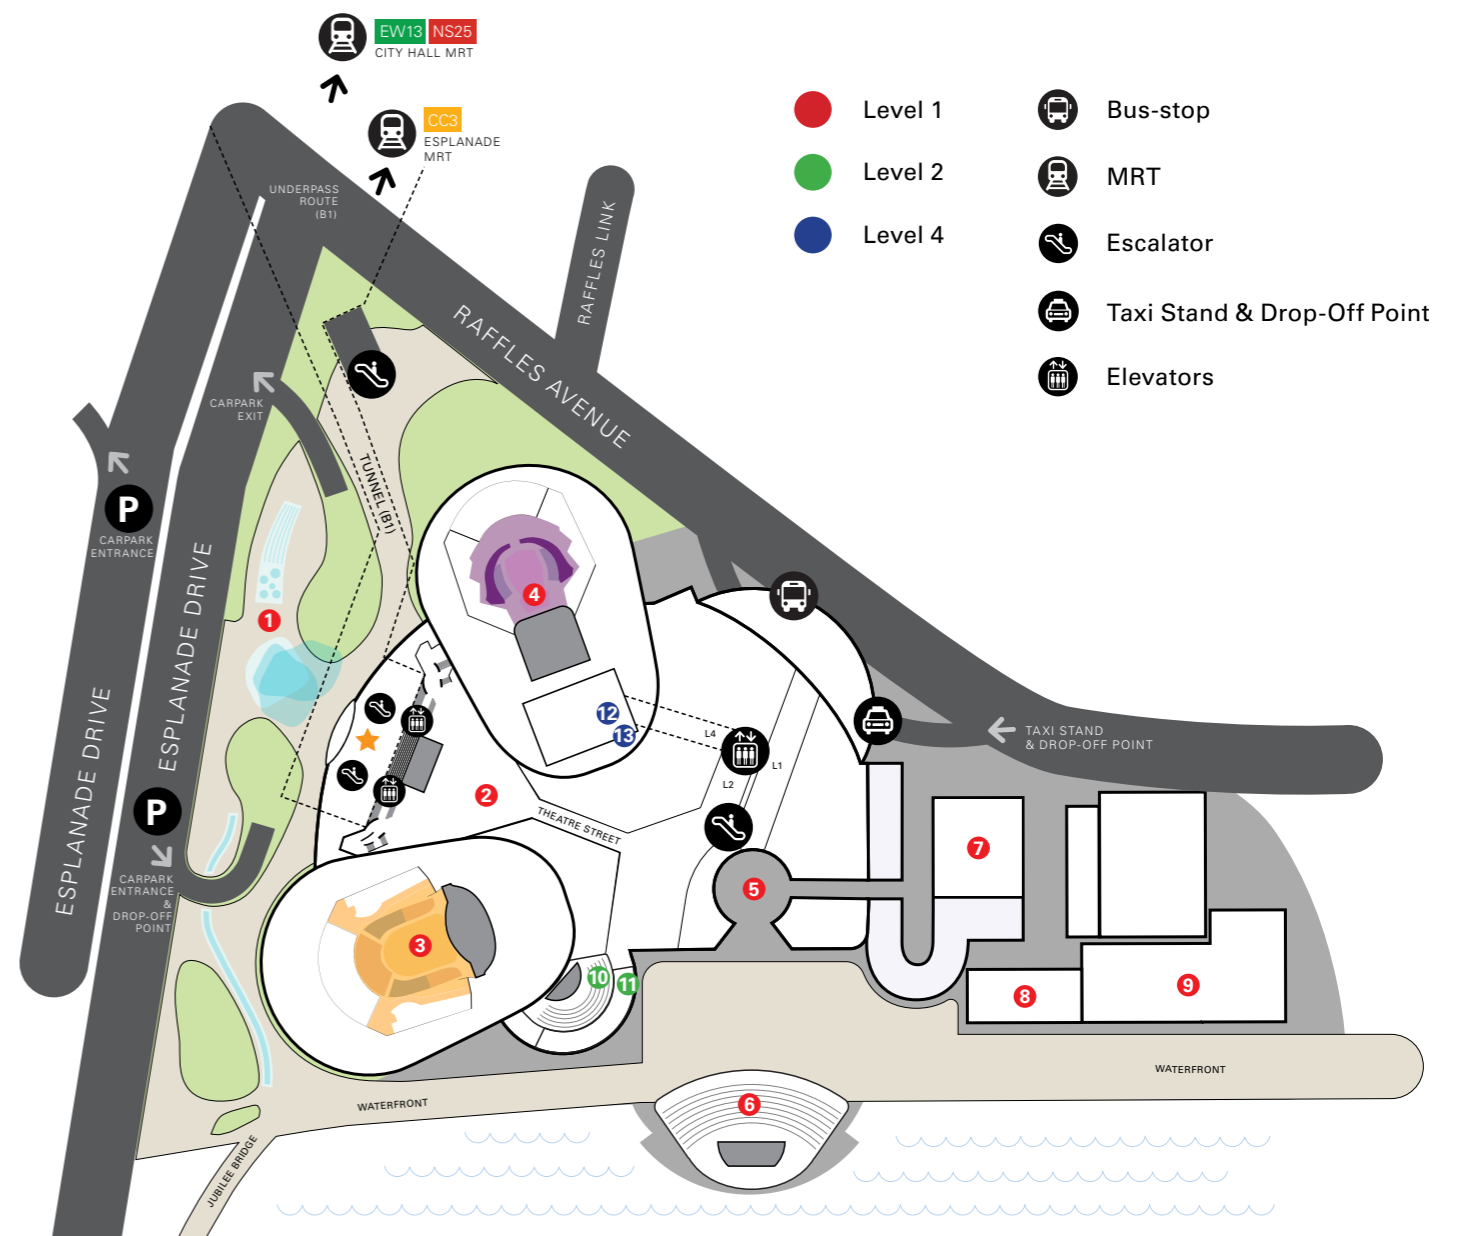 EW13 NS25
CITY HALL MRT
CC3
ESPLANADE
MRT
Level 1
Level 2
Level 4
Bus-stop
MRT
Escalator
Taxi Stand & Drop-Off Point
Elevators
UNDERPASS
ROUTE
(B1)
RAFFLES LINK
RAFFLES AVENUE
CARPARK
EXIT
TUNNEL (B1)
P
CARPARK
ENTRANCE
ESPLANADE DRIVE
ESPLANADE DRIVE
1
4
12
13
L4
L1
L2
2
THEATRE STREET
TAXI STAND
& DROP-OFF POINT
P
CARPARK
ENTRANCE
&
DROP-OFF
POINT
3
5
7
10
11
8
9
6
WATERFRONT
WATERFRONT
JUBILEE BRIDGE